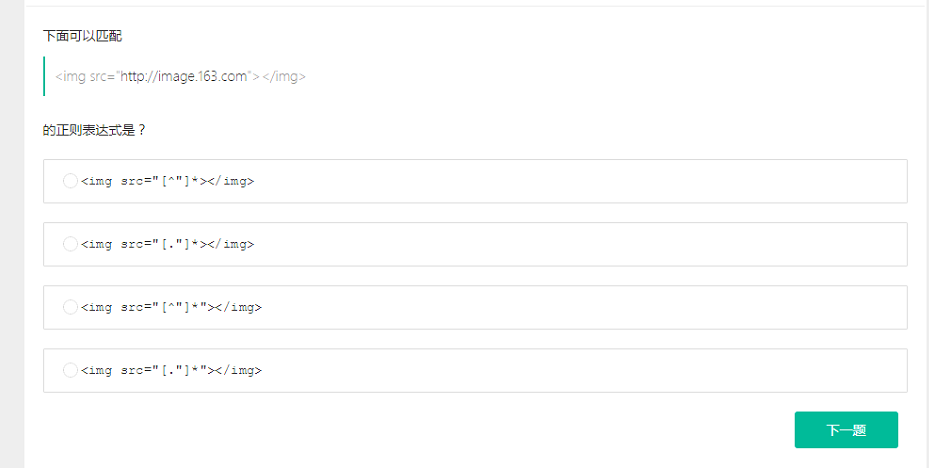 下面可以匹配
<img src="http://image.163.com"></img>
的正则表达式是？
<img src="[^"]*></img>
<img src="[."]*></img>
<img src="[^"]*"></img>
<img src="[."]*"></img>
下一题